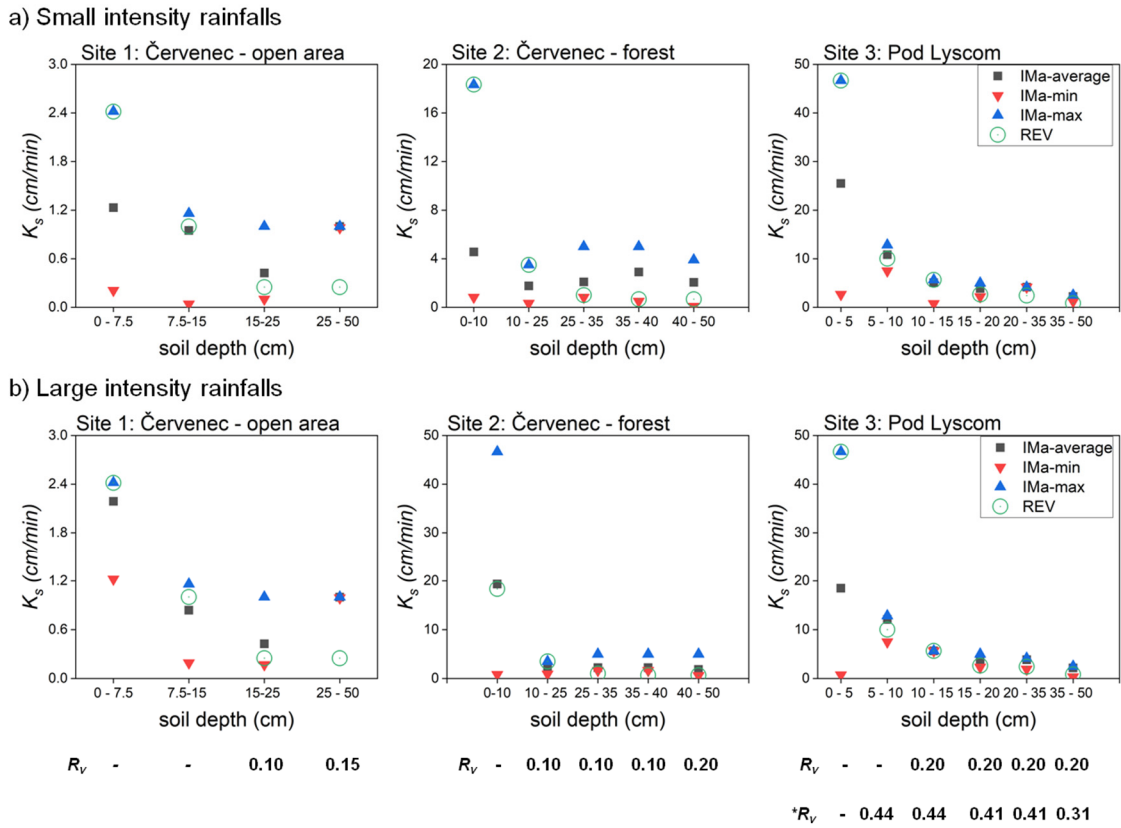 a) Small intensity rainfalls
Site 1: Červenec - open area
Site 2: Červenec - forest
Site 3: Pod Lyscom
3.0
2.4
1.8
1.2
0.6
0.0
Ks (cm/min)
0 - 7.5 7.5-15 15-25 25 - 50
soil depth (cm)
20
16
12
8
4
0
Ks (cm/min)
0-10 10 - 25 25 - 35 35 - 40 40 - 50
soil depth (cm)
50
40
30
20
10
0
Ks (cm/min)
IMa-average
IMa-min
IMa-max
REV
0 - 5 5 - 10 10 - 15 15 - 20 20 - 35 35 - 50
soil depth (cm)
b) Large intensity rainfalls
Site 1: Červenec - open area
Site 2: Červenec - forest
Site 3: Pod Lyscom
3.0
2.4
1.8
1.2
0.6
0.0
Ks (cm/min)
0 - 7.5 7.5-15 15-25 25 - 50
soil depth (cm)
50
40
30
20
10
0
Ks (cm/min)
0-10 10 - 25 25 - 35 35 - 40 40 - 50
soil depth (cm)
50
40
30
20
10
0
Ks (cm/min)
IMa-average
IMa-min
IMa-max
REV
0 - 5 5 - 10 10 - 15 15 - 20 20 - 35 35 - 50
soil depth (cm)
RV - - 0.10 0.15
RV - 0.10 0.10 0.10 0.20
RV - - 0.20 0.20 0.20 0.20
*RV - 0.44 0.44 0.41 0.41 0.31